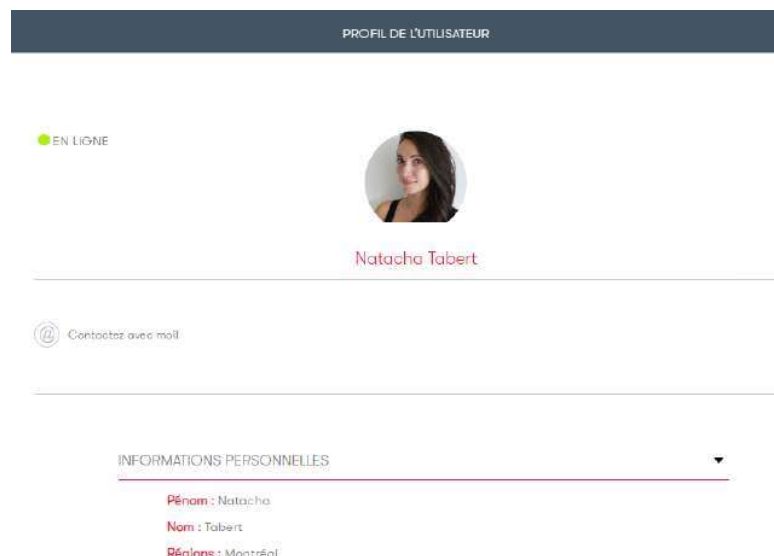 PROFIL DE L'UTILISATEUR
EN LIGNE
Natacha Tabert
@ Contactez avec mail
INFORMATIONS PERSONNELLES
Pénom : Natacha
Nom : Tabert
Régions : Montréal